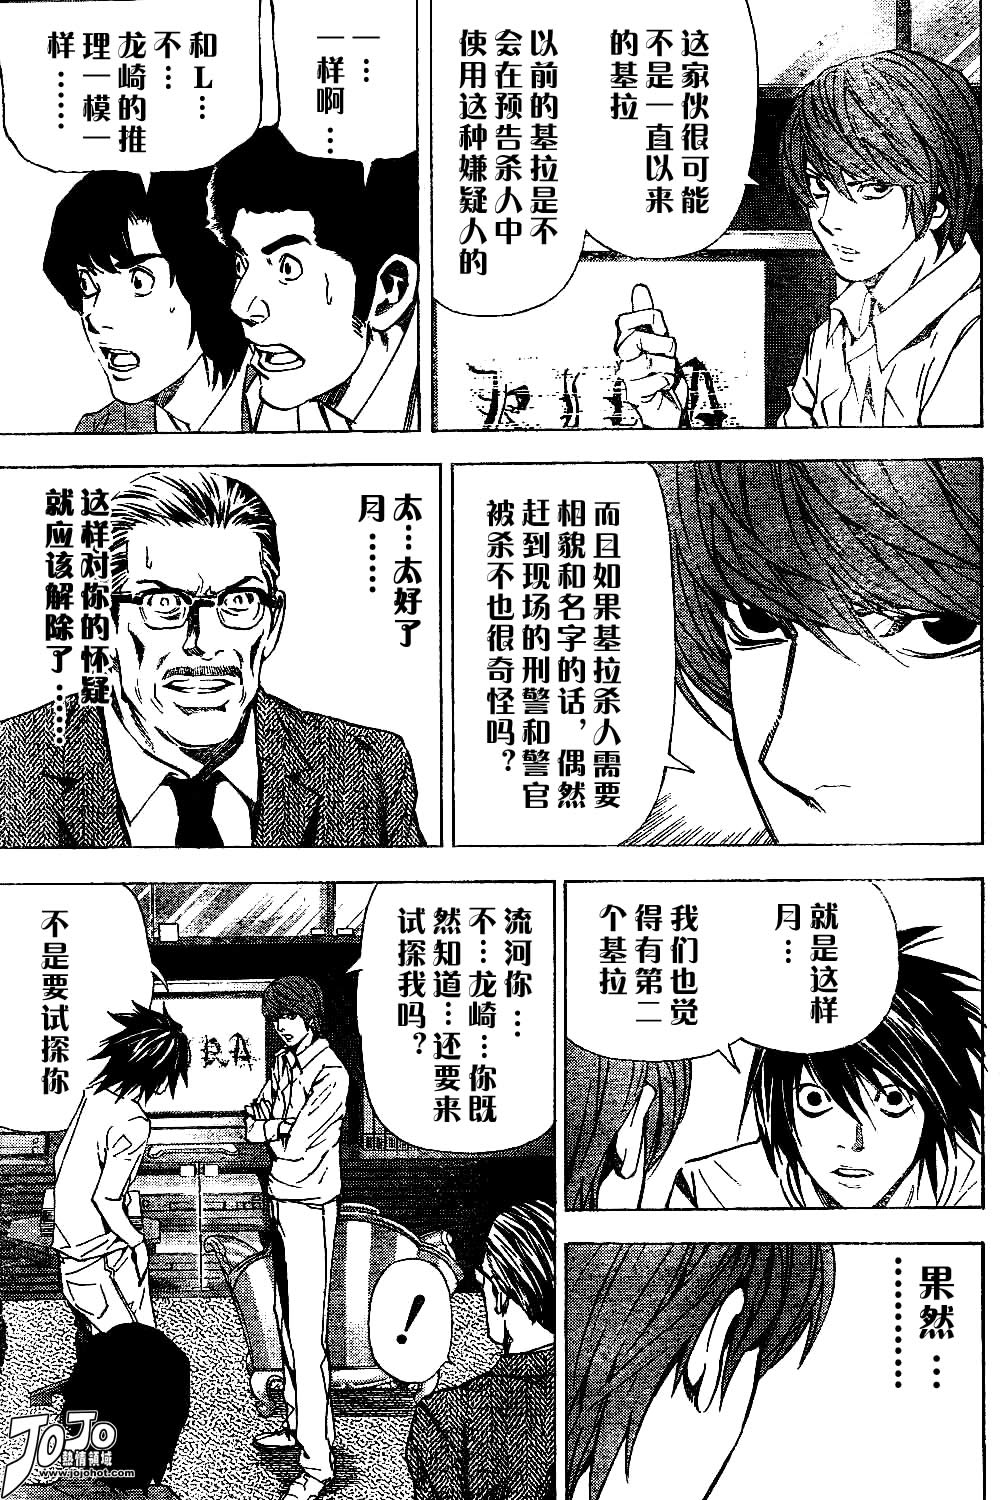 这家伙很可能
不是一直以来
的基拉
以前的基拉是不
会在预告杀人中
使用这种嫌疑人的
KIRA
一…
一样啊…
和L…
不…
龙崎的推
理一模一
样……
而且如果基拉杀人需要
相貌和名字的话，偶然
赶到现场的刑警和警官
被杀不也很奇怪吗？
太…太好了
月……
这样对你的怀疑
就应该解除了……
就是这样
月…
我们也觉
得有第二
个基拉
果然…
…………
流河你…
不…龙崎…你既
然知道…还要来
试探我吗？
RA
！
不是要试探你
JOJO
热情领域
www.jojohot.com